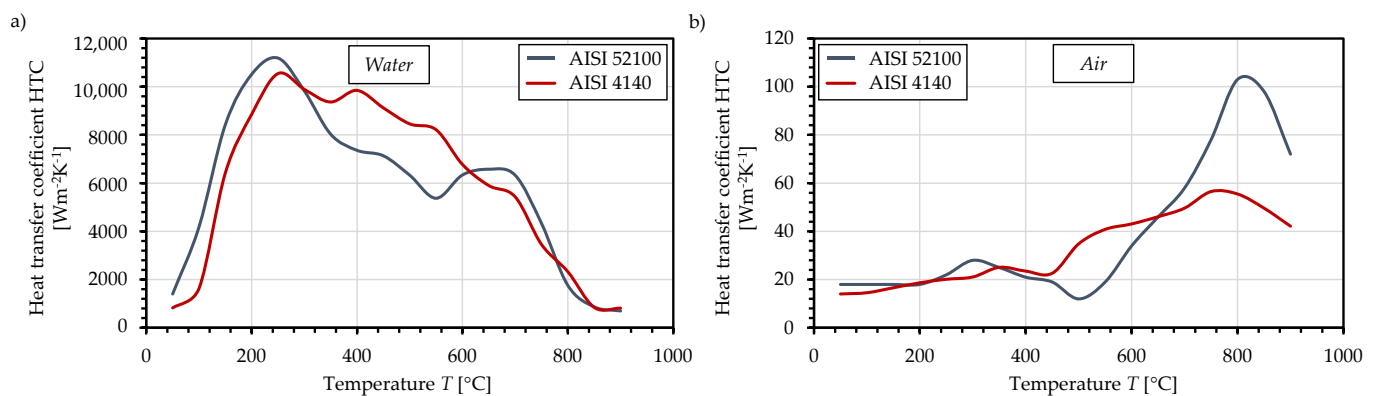 a)
Heat transfer coefficient HTC
[Wm-2K-1]
12,000
10,000
8000
6000
4000
2000
0
Water
AISI 52100
AISI 4140
0 200 400 600 800 1000
Temperature T [°C]
b)
Heat transfer coefficient HTC
[Wm-2K-1]
120
100
80
60
40
20
0
AISI 52100
AISI 4140
Air
0 200 400 600 800 1000
Temperature T [°C]